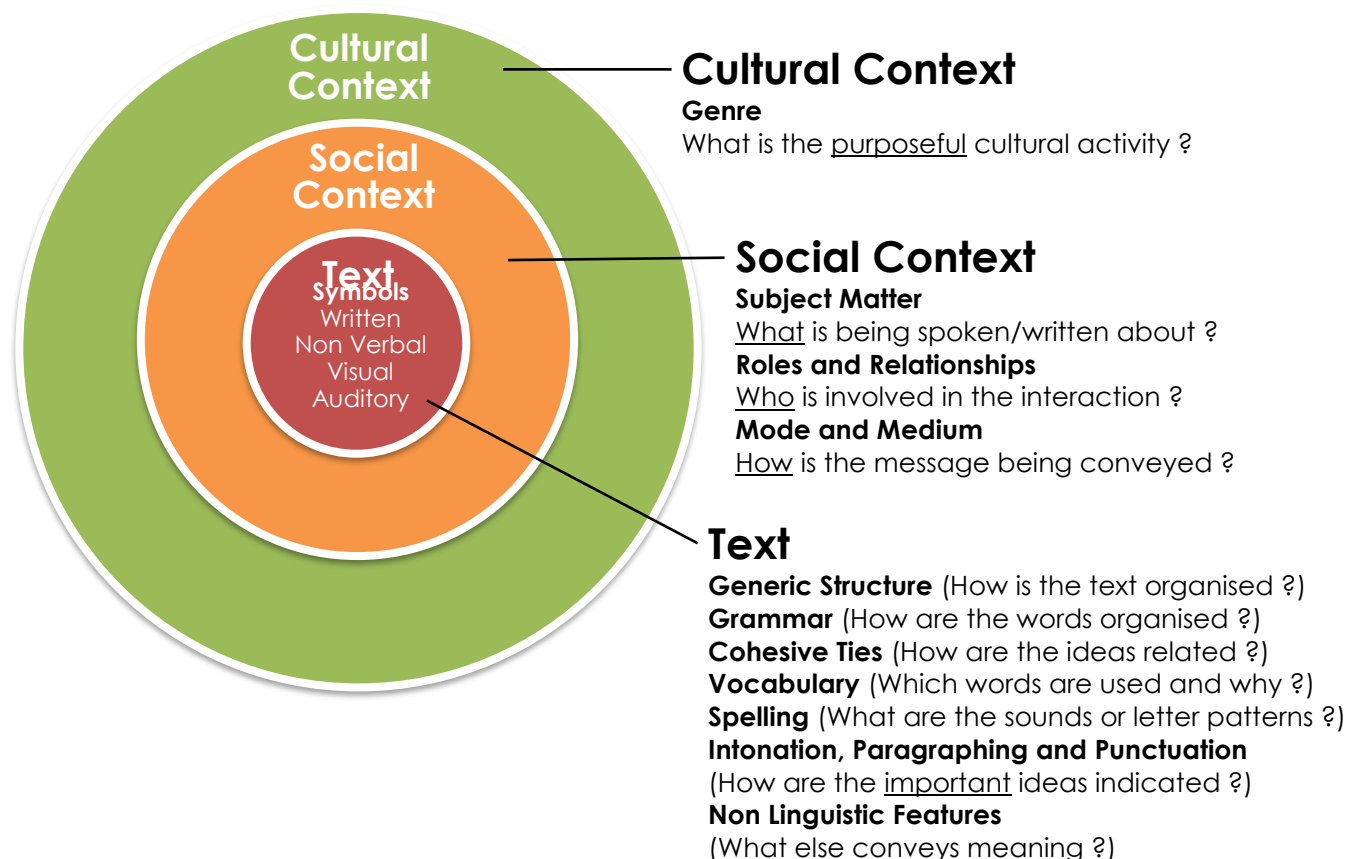 Cultural
Context
Social
Context
Text
Symbols
Written
Non Verbal
Visual
Auditory
Cultural Context
Genre
What is the purposeful cultural activity ?
Social Context
Subject Matter
What is being spoken/written about ?
Roles and Relationships
Who is involved in the interaction ?
Mode and Medium
How is the message being conveyed ?
Text
Generic Structure (How is the text organised ?)
Grammar (How are the words organised ?)
Cohesive Ties (How are the ideas related ?)
Vocabulary (Which words are used and why ?)
Spelling (What are the sounds or letter patterns ?)
Intonation, Paragraphing and Punctuation
(How are the important ideas indicated ?)
Non Linguistic Features
(What else conveys meaning ?)